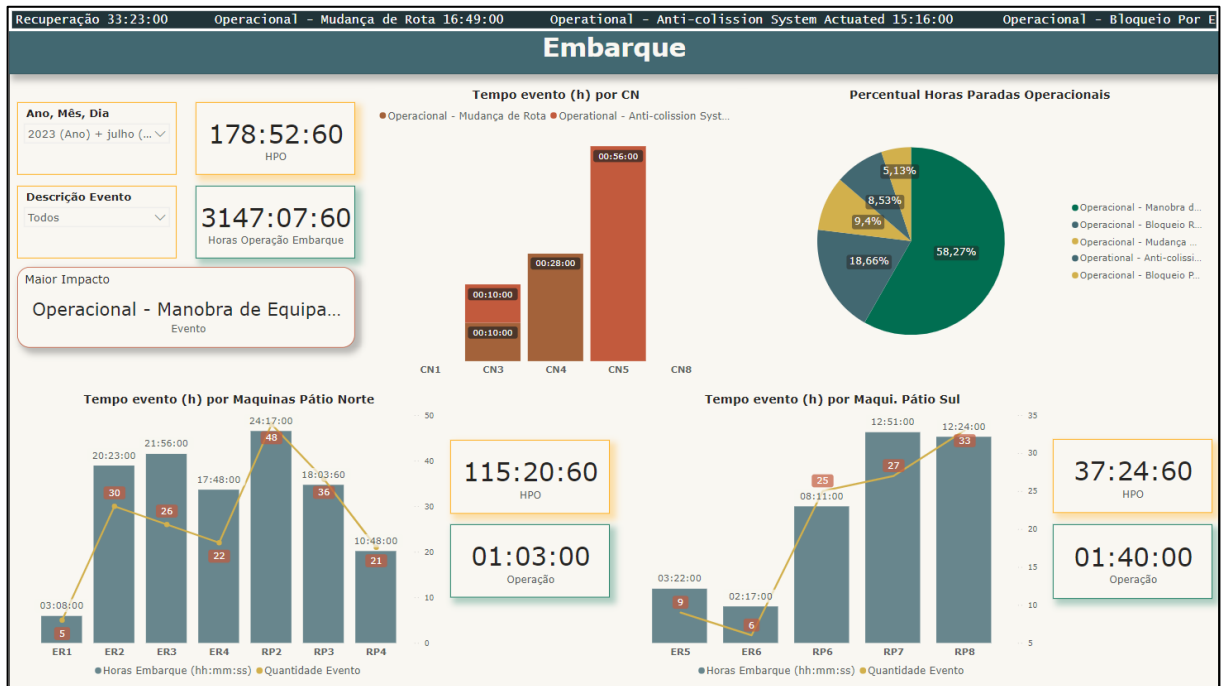 Recuperação 33:23:00 Operacional - Mudança de Rota 16:49:00 Operational - Anti-colission System Actuated 15:16:00 Operacional - Bloqueio Por E
Embarque
Ano, Mês, Dia
2023 (Ano) + julho (...
178:52:60
HPO
Descrição Evento
Todos
3147:07:60
Horas Operação Embarque
Maior Impacto
Operacional - Manobra de Equipa...
Evento
Tempo evento (h) por CN
Operacional - Mudança de Rota Operational - Anti-colission Syst...
00:56:00
00:28:00
00:10:00
00:10:00
CN1 CN3 CN4 CN5 CN8
Percentual Horas Paradas Operacionais
5,13%
8,53%
9,4%
18,66%
58,27%
Operacional - Manobra d...
Operacional - Bloqueio R...
Operacional - Mudança ...
Operational - Anti-colissi...
Operacional - Bloqueio P...
Tempo evento (h) por Maquinas Pátio Norte
24:17:00
21:56:00
20:23:00
17:48:00
18:03:60
10:48:00
03:08:00
48
36
30
26
22
21
5
50
40
30
20
10
0
ER1 ER2 ER3 ER4 RP2 RP3 RP4
Horas Embarque (hh:mm:ss) Quantidade Evento
115:20:60
HPO
01:03:00
Operação
Tempo evento (h) por Maqui. Pátio Sul
12:51:00
12:24:00
08:11:00
03:22:00
02:17:00
33
27
25
9
6
35
30
25
20
15
10
5
ER5 ER6 RP6 RP7 RP8
Horas Embarque (hh:mm:ss) Quantidade Evento
37:24:60
HPO
01:40:00
Operação